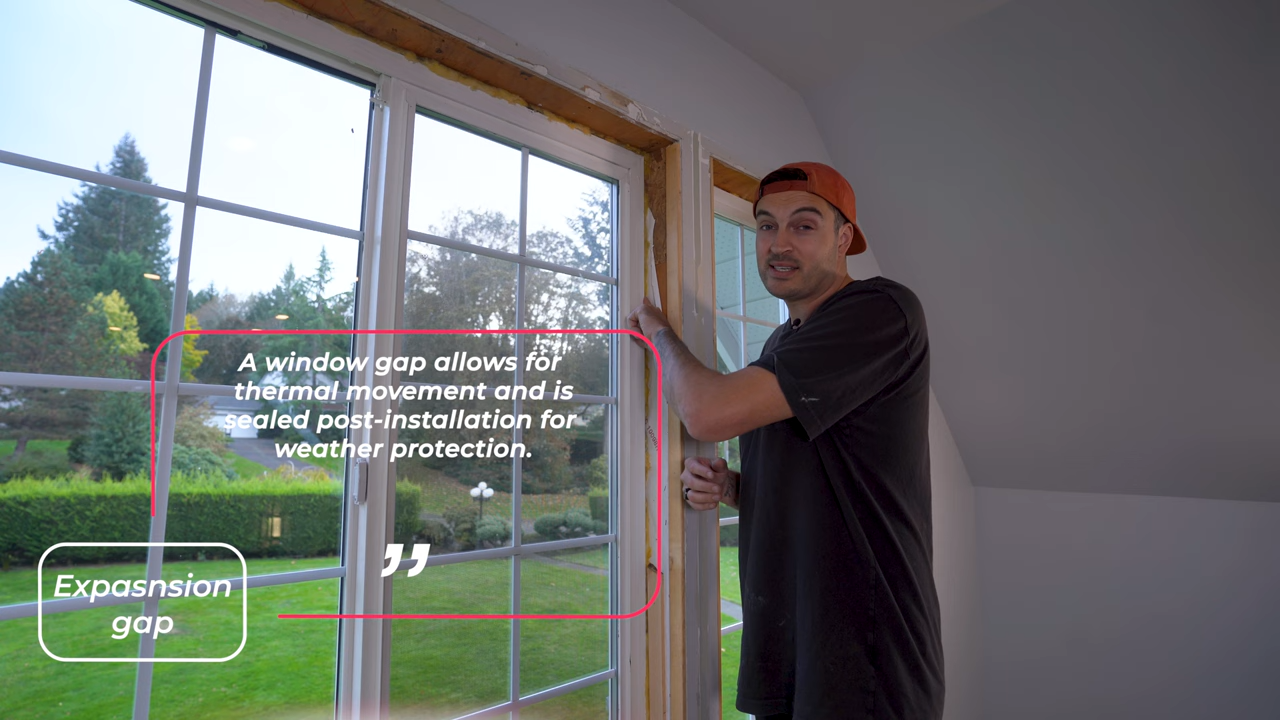 A window gap allows for
thermal movement and is
sealed post-installation for
weather protection.
”
Expasnsion
gap